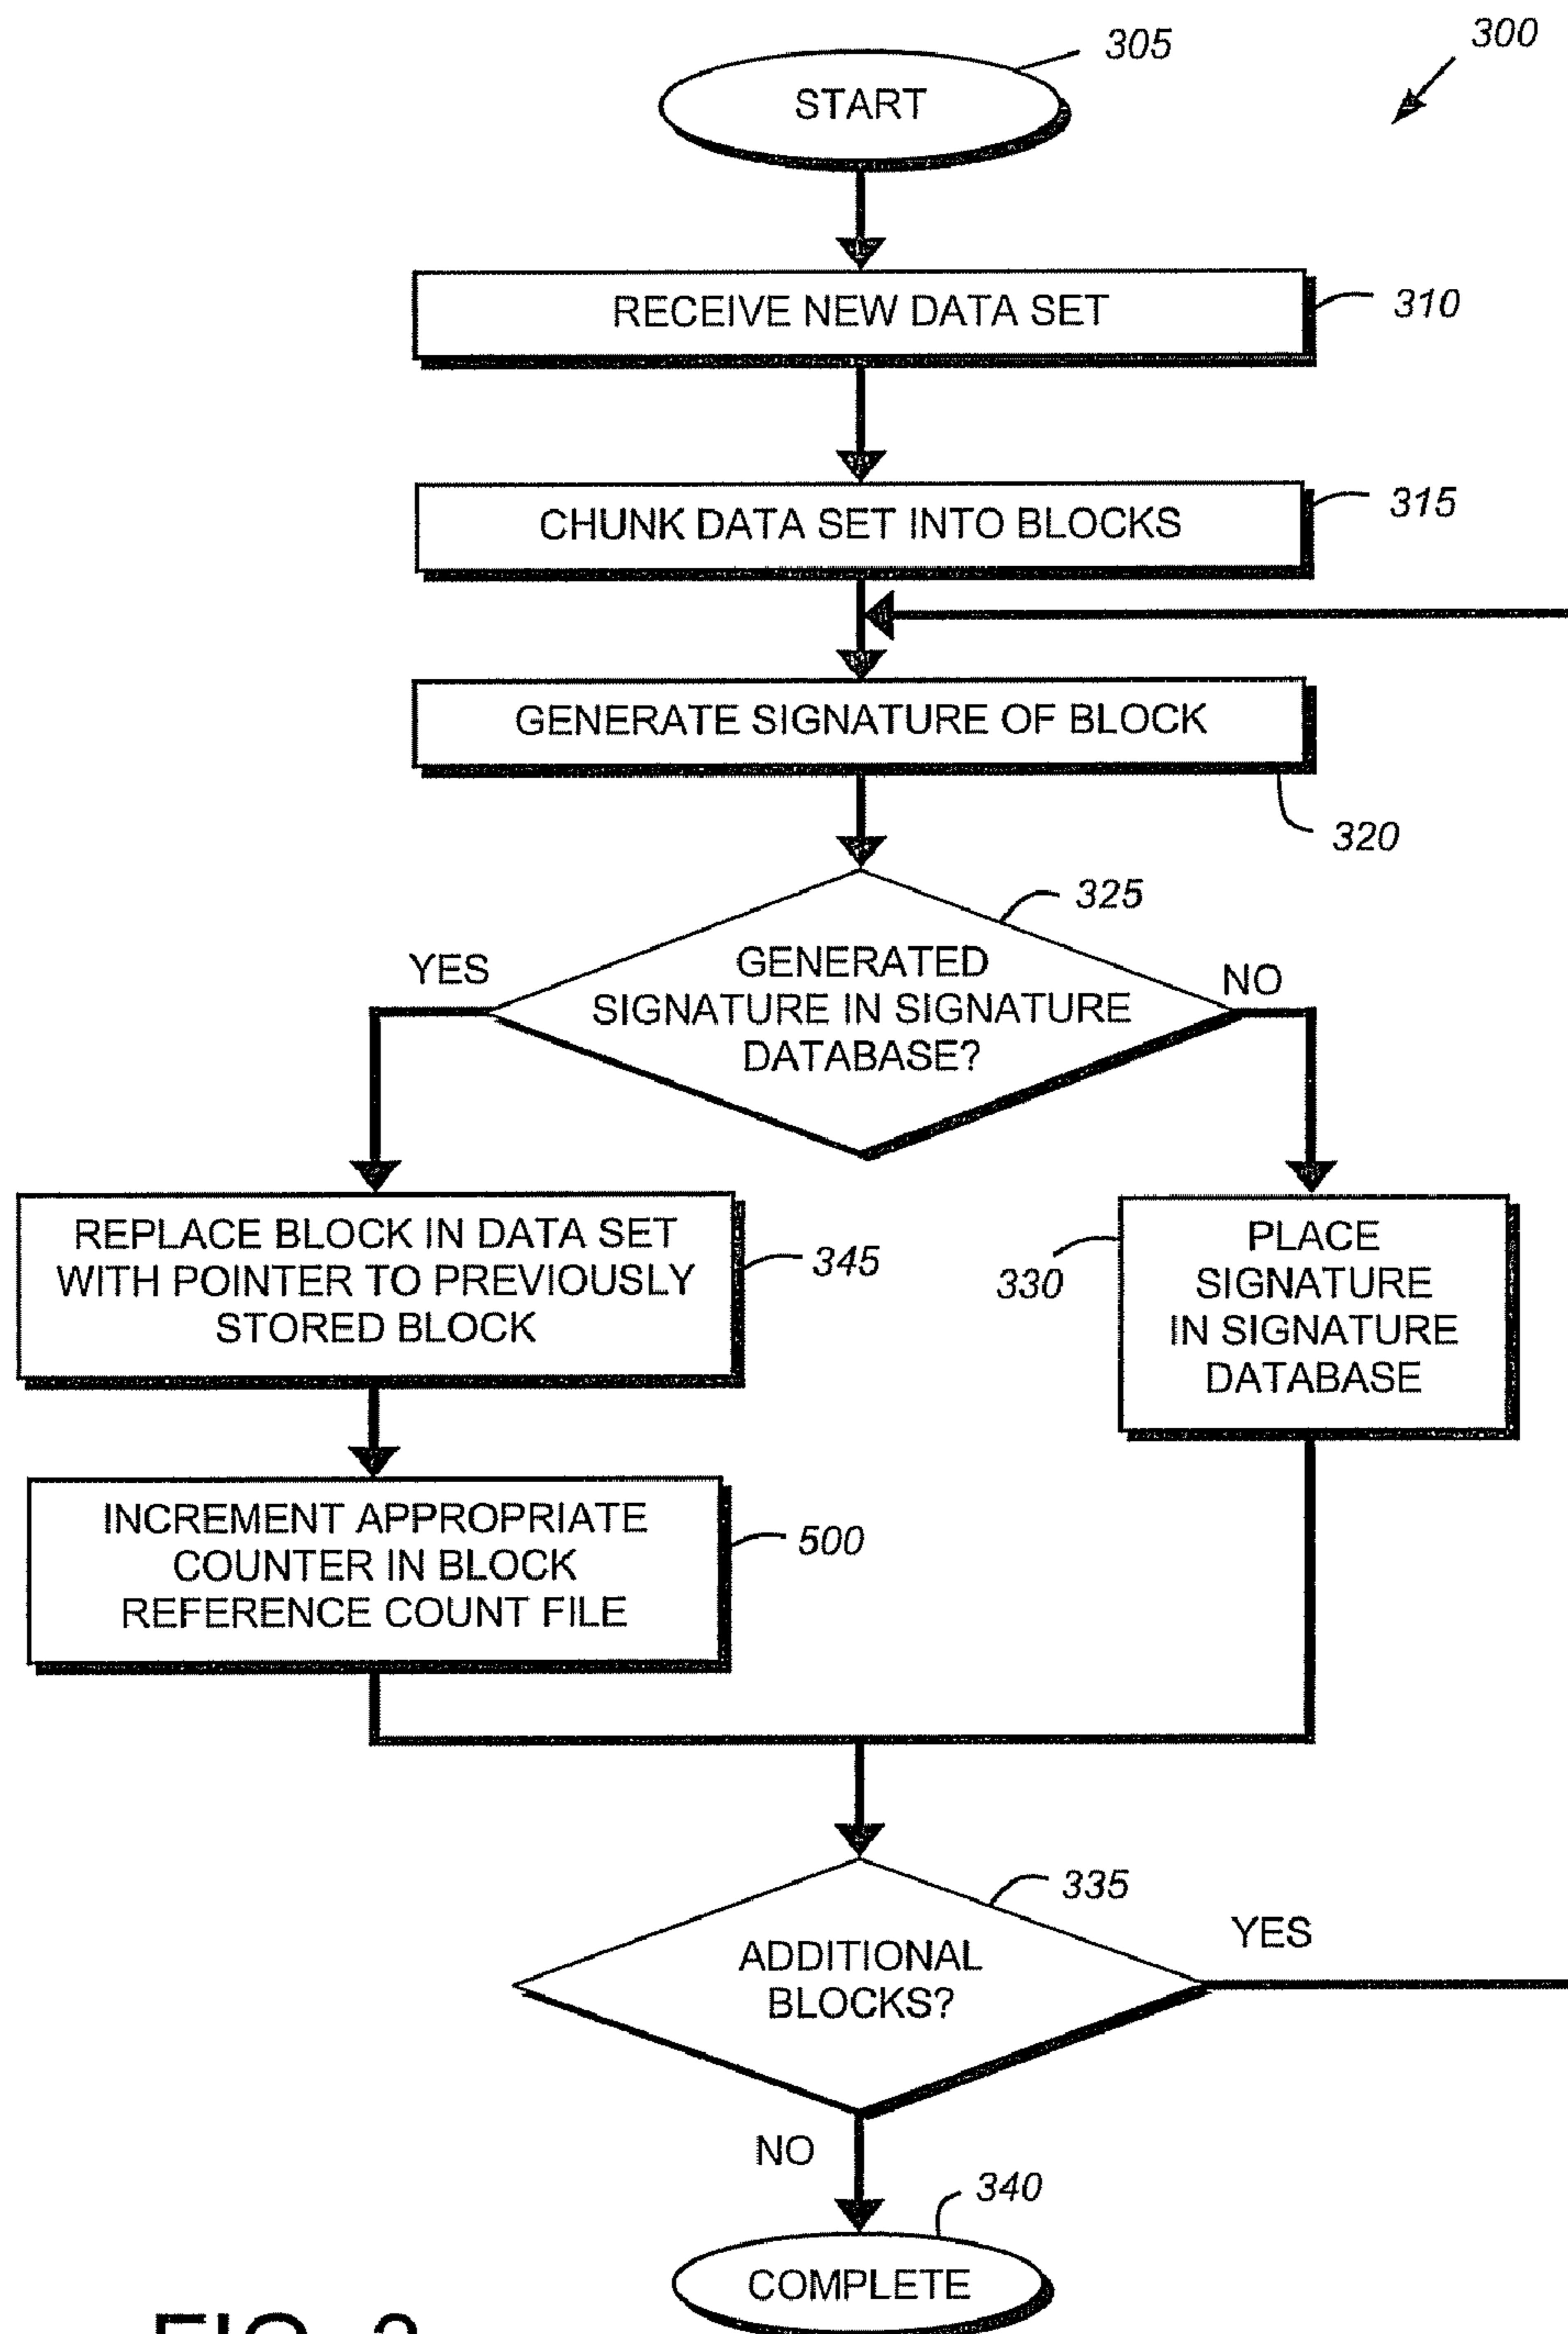 300
305
START
RECEIVE NEW DATA SET
310
CHUNK DATA SET INTO BLOCKS
315
GENERATE SIGNATURE OF BLOCK
320
325
YES
GENERATED
SIGNATURE IN SIGNATURE
DATABASE?
NO
REPLACE BLOCK IN DATA SET
WITH POINTER TO PREVIOUSLY
STORED BLOCK
345
330
PLACE
SIGNATURE
IN SIGNATURE
DATABASE
INCREMENT APPROPRIATE
COUNTER IN BLOCK
REFERENCE COUNT FILE
500
335
ADDITIONAL
BLOCKS?
YES
NO
340
COMPLETE
FIG.